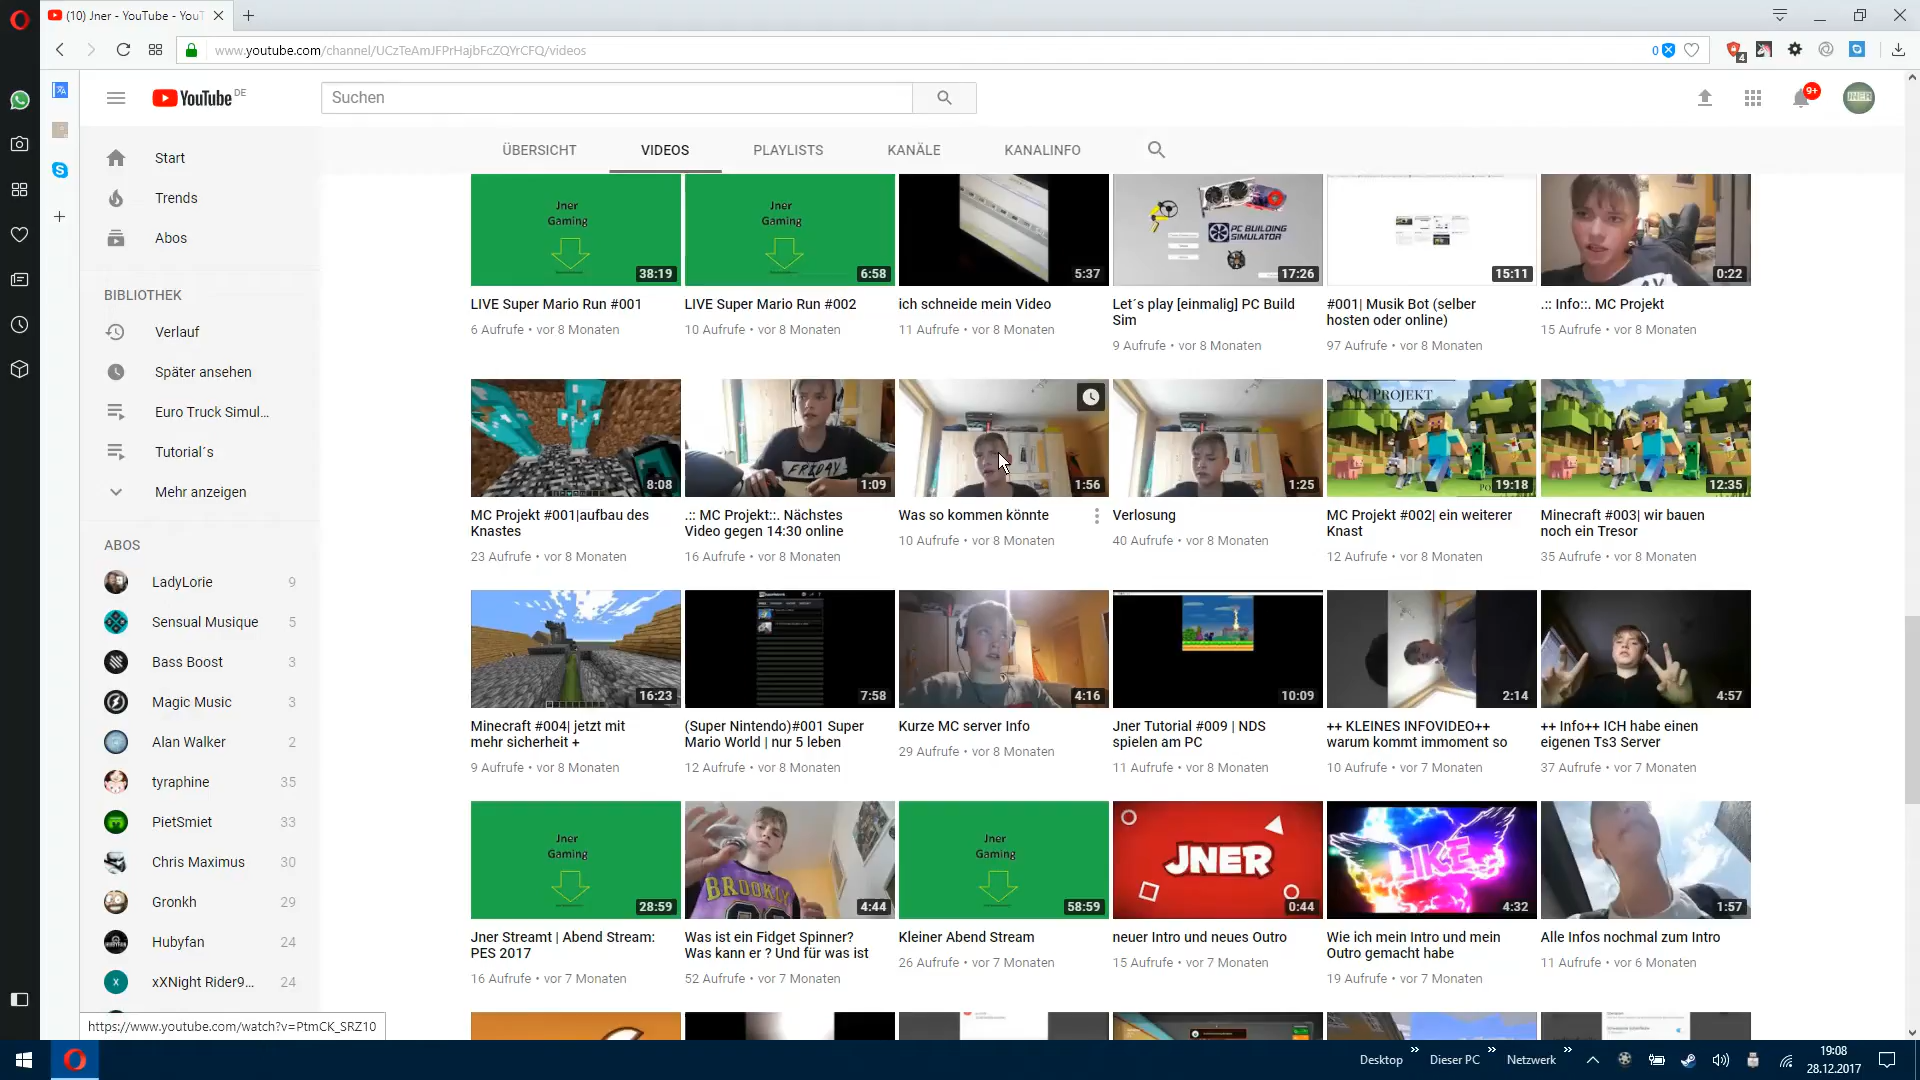 (10) Jner - YouTube - YouT
www.youtube.com/channel/UCzTeAmJFPrHajbFcZQYrCFQ/videos
0
4
YouTube DE
Suchen
9+
JNER
Start
Trends
Abos
BIBLIOTHEK
Verlauf
Später ansehen
Euro Truck Simul...
Tutorial´s
Mehr anzeigen
ABOS
LadyLorie 9
Sensual Musique 5
Bass Boost 3
Magic Music 3
Alan Walker 2
tyraphine 35
PietSmiet 33
Chris Maximus 30
Gronkh 29
Hubyfan 24
x xXNight Rider9... 24
ÜBERSICHT VIDEOS PLAYLISTS KANÄLE KANALINFO
Jner
Gaming
38:19
LIVE Super Mario Run #001
6 Aufrufe • vor 8 Monaten
Jner
Gaming
6:58
LIVE Super Mario Run #002
10 Aufrufe • vor 8 Monaten
5:37
ich schneide mein Video
11 Aufrufe • vor 8 Monaten
PC BUILDING
SIMULATOR
17:26
Let´s play [einmalig] PC Build
Sim
9 Aufrufe • vor 8 Monaten
15:11
#001| Musik Bot (selber
hosten oder online)
97 Aufrufe • vor 8 Monaten
0:22
.:: Info::. MC Projekt
15 Aufrufe • vor 8 Monaten
8:08
MC Projekt #001|aufbau des
Knastes
23 Aufrufe • vor 8 Monaten
FRIDAY
1:09
.:: MC Projekt::. Nächstes
Video gegen 14:30 online
16 Aufrufe • vor 8 Monaten
1:56
Was so kommen könnte
10 Aufrufe • vor 8 Monaten
1:25
Verlosung
40 Aufrufe • vor 8 Monaten
MC PROJEKT
19:18
MC Projekt #002| ein weiterer
Knast
12 Aufrufe • vor 8 Monaten
12:35
Minecraft #003| wir bauen
noch ein Tresor
35 Aufrufe • vor 8 Monaten
16:23
Minecraft #004| jetzt mit
mehr sicherheit +
9 Aufrufe • vor 8 Monaten
7:58
(Super Nintendo)#001 Super
Mario World | nur 5 leben
12 Aufrufe • vor 8 Monaten
4:16
Kurze MC server Info
29 Aufrufe • vor 8 Monaten
10:09
Jner Tutorial #009 | NDS
spielen am PC
11 Aufrufe • vor 8 Monaten
2:14
++ KLEINES INFOVIDEO++
warum kommt immoment so
10 Aufrufe • vor 7 Monaten
4:57
++ Info++ ICH habe einen
eigenen Ts3 Server
37 Aufrufe • vor 7 Monaten
Jner
Gaming
28:59
Jner Streamt | Abend Stream:
PES 2017
16 Aufrufe • vor 7 Monaten
BROOKLY
4:44
Was ist ein Fidget Spinner?
Was kann er ? Und für was ist
52 Aufrufe • vor 7 Monaten
Jner
Gaming
58:59
Kleiner Abend Stream
26 Aufrufe • vor 7 Monaten
JNER
0:44
neuer Intro und neues Outro
15 Aufrufe • vor 7 Monaten
LIKE
4:32
Wie ich mein Intro und mein
Outro gemacht habe
19 Aufrufe • vor 7 Monaten
1:57
Alle Infos nochmal zum Intro
11 Aufrufe • vor 6 Monaten
https://www.youtube.com/watch?v=PtmCK_SRZ10
Desktop » Dieser PC » Netzwerk »
19:08
28.12.2017